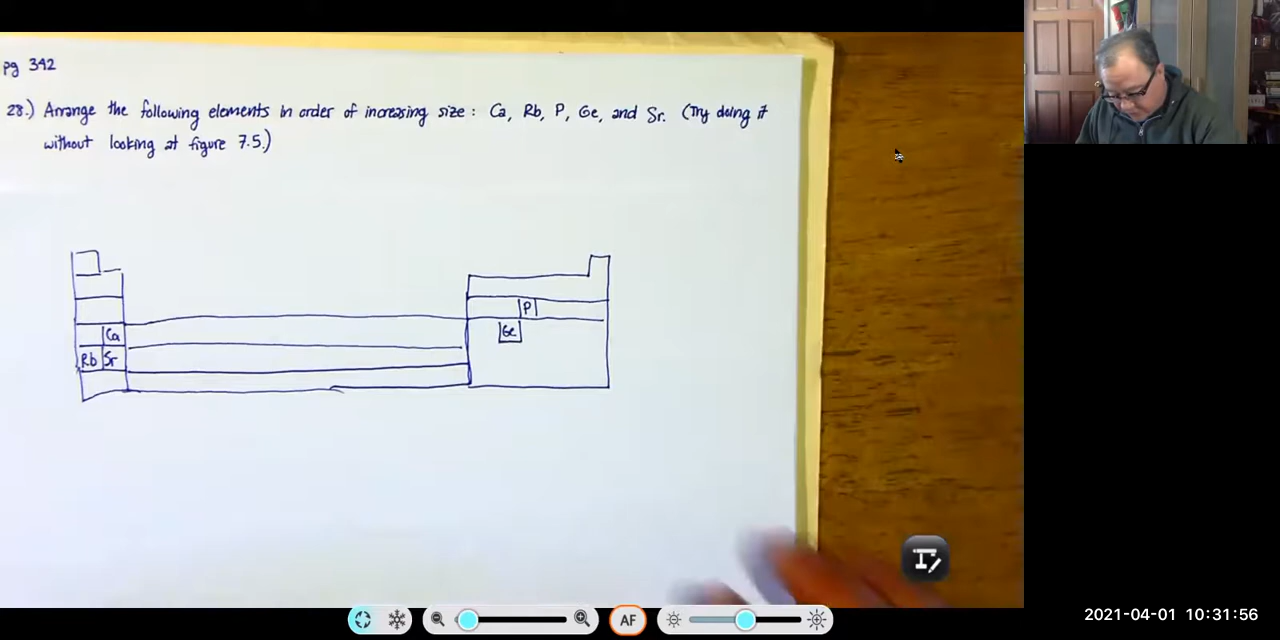 pg 342
28.) Arrange the following elements in order of increasing size: Ca, Rb, P, Ge, and Sr. (Try doing it
without looking at figure 7.5.)
P
Ge
Ca
Rb Sr
AF
2021-04-01 10:31:56